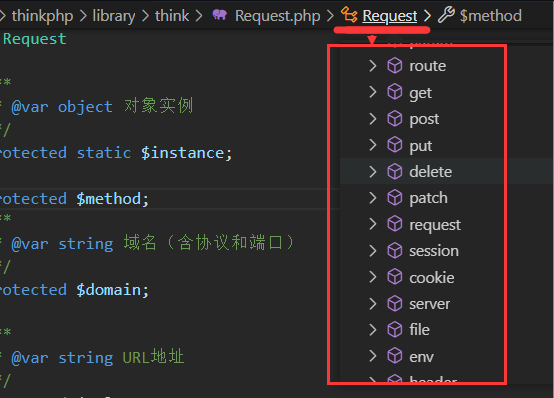 thinkphp > library > think > Request.php > Request > $method
Request
**
* @var object 对象实例
*/
rotected static $instance;
rotected $method;
**
* @var string 域名（含协议和端口）
*/
rotected $domain;
**
* @var string URL地址
*/
route
get
post
put
delete
patch
request
session
cookie
server
file
env
header